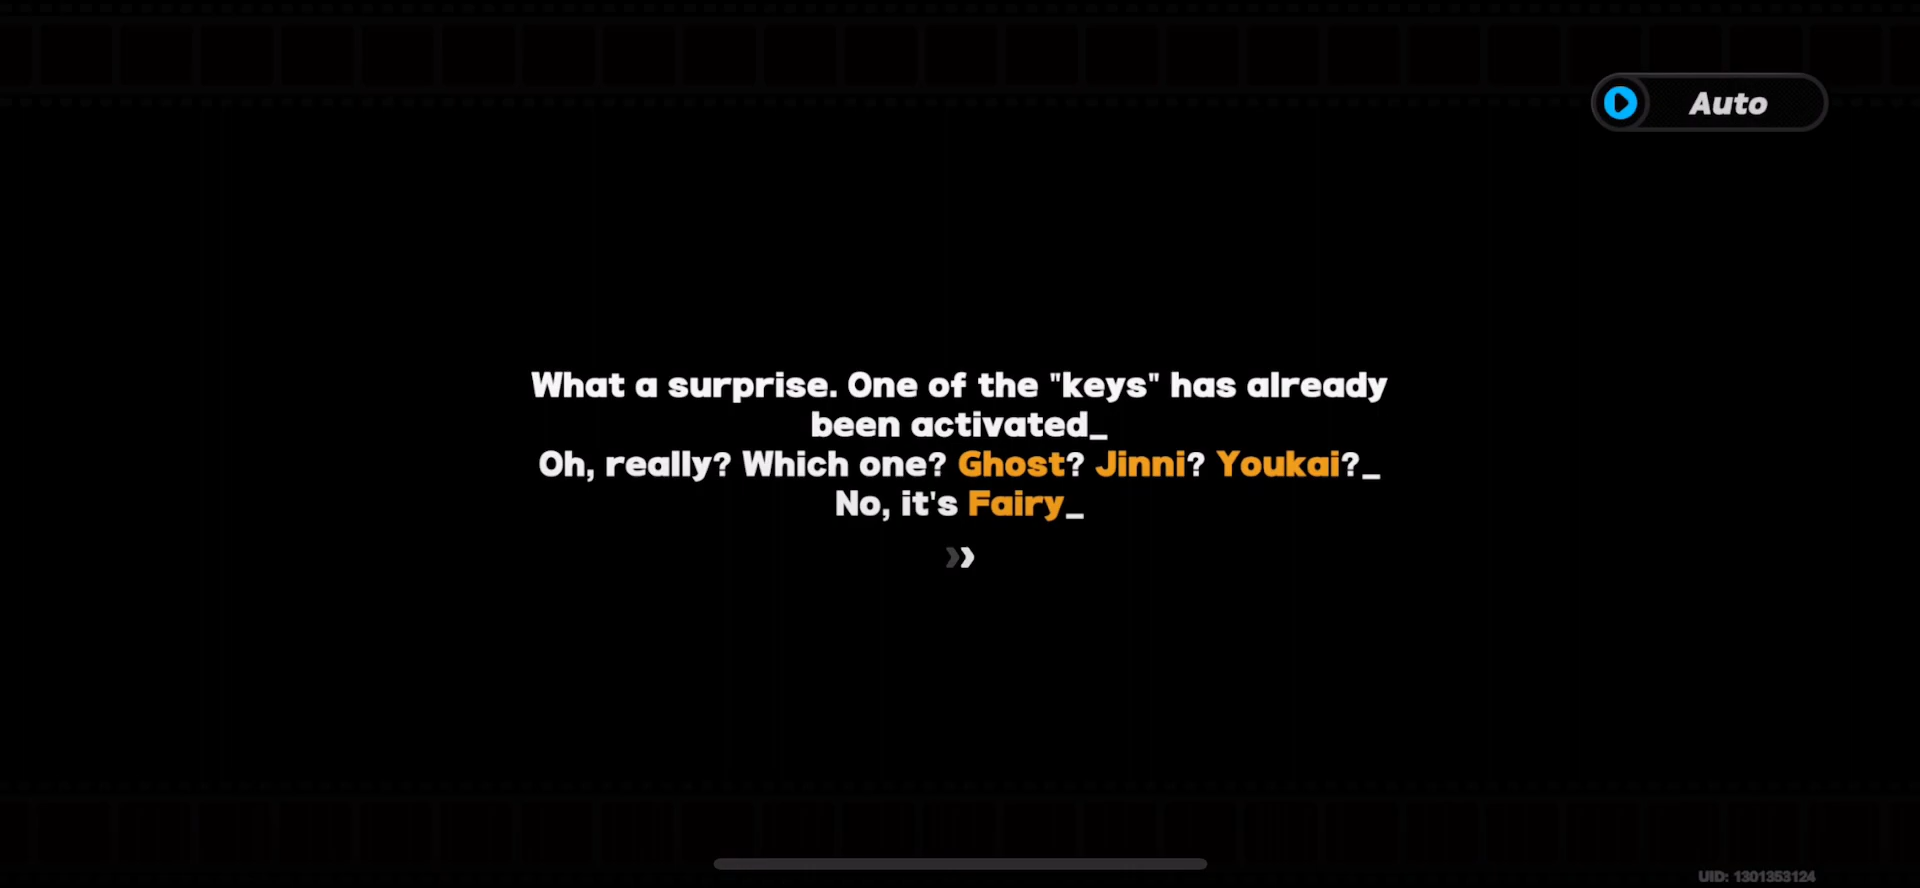 Auto
What a surprise. One of the "keys" has already
been activated_
Oh, really? Which one? Ghost? Jinni? Youkai?_
No, it's Fairy_
UID: 1301353124